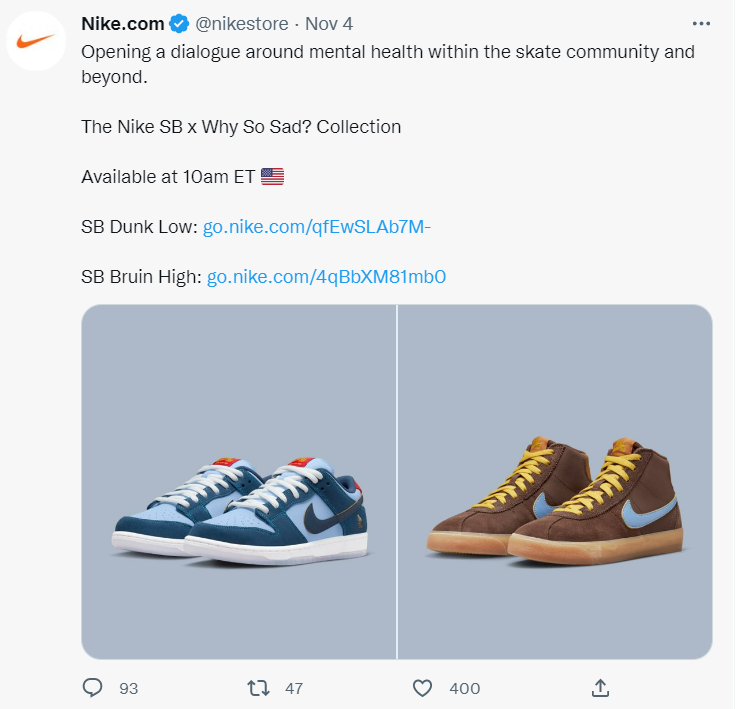 Nike.com @nikestore · Nov 4
Opening a dialogue around mental health within the skate community and
beyond.
The Nike SB x Why So Sad? Collection
Available at 10am ET 🇺🇸
SB Dunk Low: go.nike.com/qfEwSLAb7M-
SB Bruin High: go.nike.com/4qBbXM81mb0
93 47 400